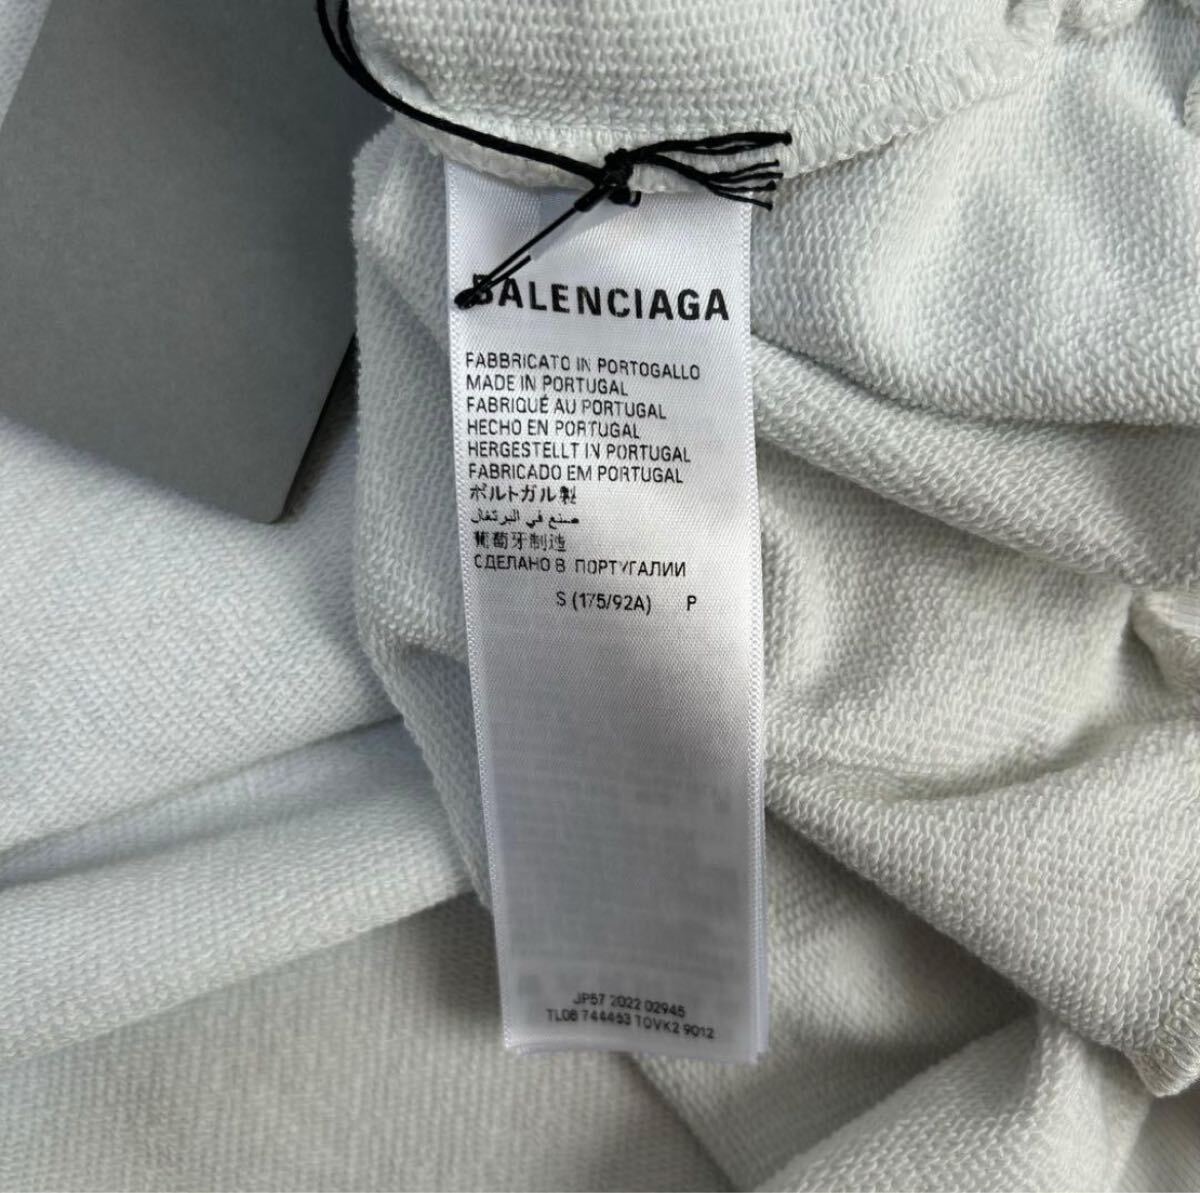 BALENCIAGA
FABBRICATO IN PORTOGALLO
MADE IN PORTUGAL
FABRIQUÉ AU PORTUGAL
HECHO EN PORTUGAL
HERGESTELLT IN PORTUGAL
FABRICADO EM PORTUGAL
ポルトガル製
صنع في البرتغال
葡萄牙制造
СДЕЛАНО В ПОРТУГАЛИИ
S (175/92A) P
JP57 2022 02945
TL08 744463 TOVK2 9012